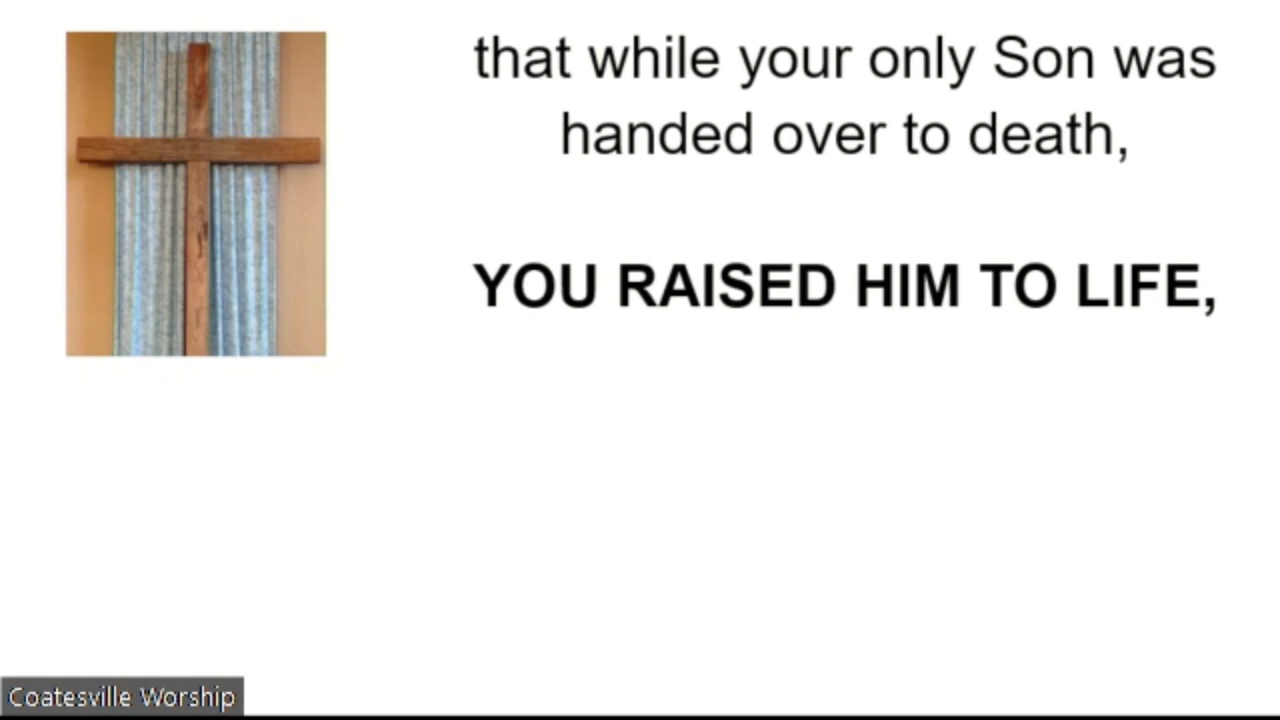 that while your only Son was
handed over to death,
YOU RAISED HIM TO LIFE,
Coatesville Worship